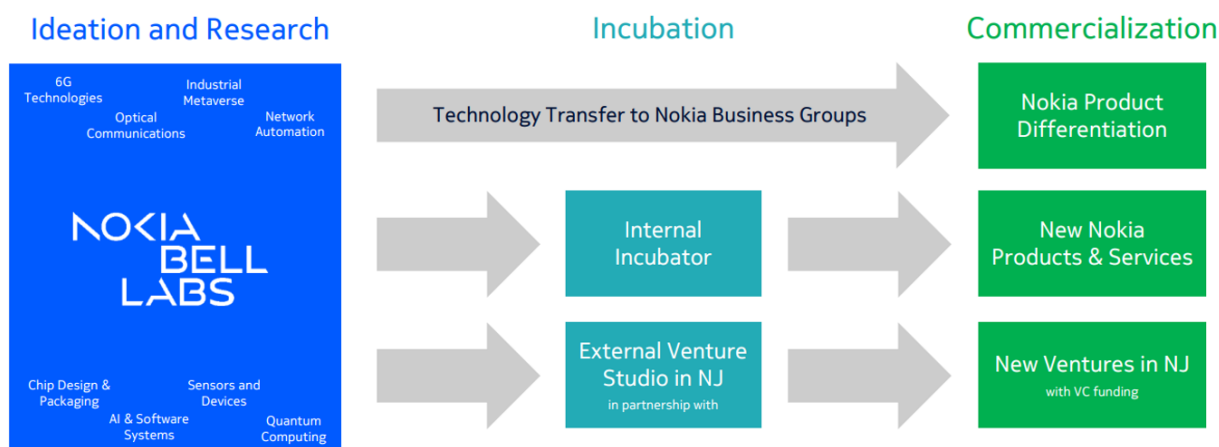 Ideation and Research
Incubation
Commercialization
6G
Technologies
Industrial
Metaverse
Optical
Communications
Network
Automation
NOKIA
BELL
LABS
Chip Design &
Packaging
Sensors and
Devices
AI & Software
Systems
Quantum
Computing
Technology Transfer to Nokia Business Groups
Nokia Product
Differentiation
Internal
Incubator
New Nokia
Products & Services
External Venture
Studio in NJ
in partnership with
New Ventures in NJ
with VC funding